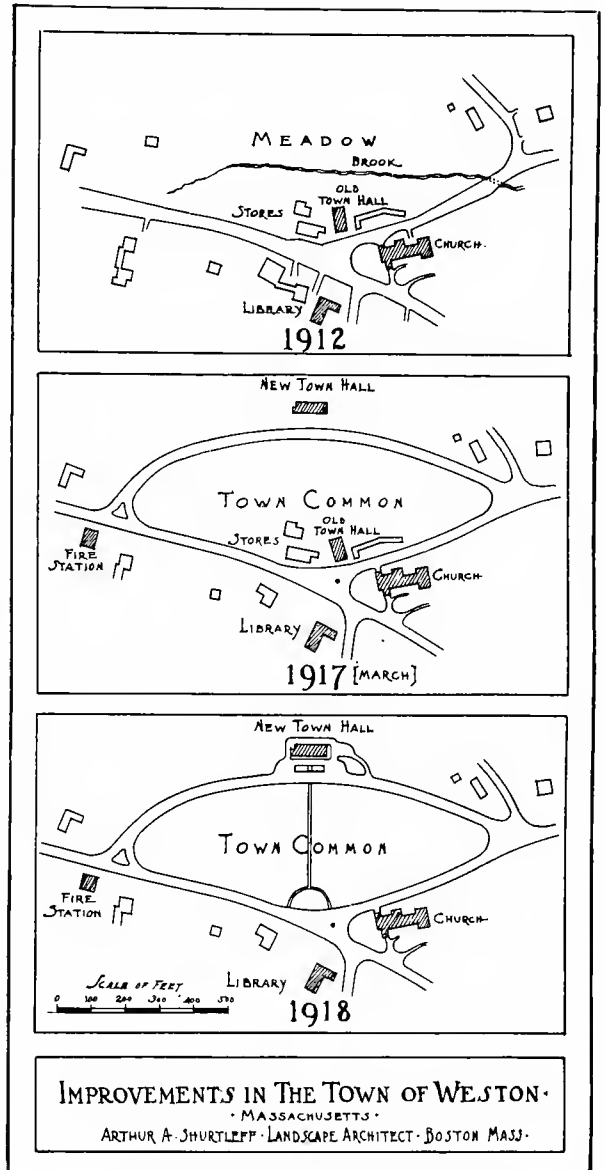 MEADOW
BROOK
OLD
TOWN HALL
STORES
CHURCH.
LIBRARY
1912
NEW TOWN HALL
TOWN COMMON
OLD
TOWN HALL
STORES
FIRE
STATION
CHURCH
LIBRARY
1917 [MARCH]
NEW TOWN HALL
TOWN COMMON
FIRE
STATION
CHURCH
LIBRARY
SCALE OF FEET
0 100 200 300 400 500
1918
IMPROVEMENTS IN THE TOWN OF WESTON·
· MASSACHUSETTS ·
ARTHUR A· SHURTLEFF · LANDSCAPE ARCHITECT · BOSTON MASS·